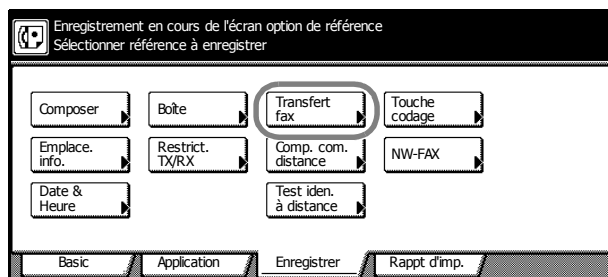 Enregistrement en cours de l'écran option de référence
Sélectionner référence à enregistrer
Composer
Boîte
Transfert
fax
Touche
codage
Emplace.
info.
Restrict.
TX/RX
Comp. com.
distance
NW-FAX
Date &
Heure
Test iden.
à distance
Basic
Application
Enregistrer
Rappt d'imp.